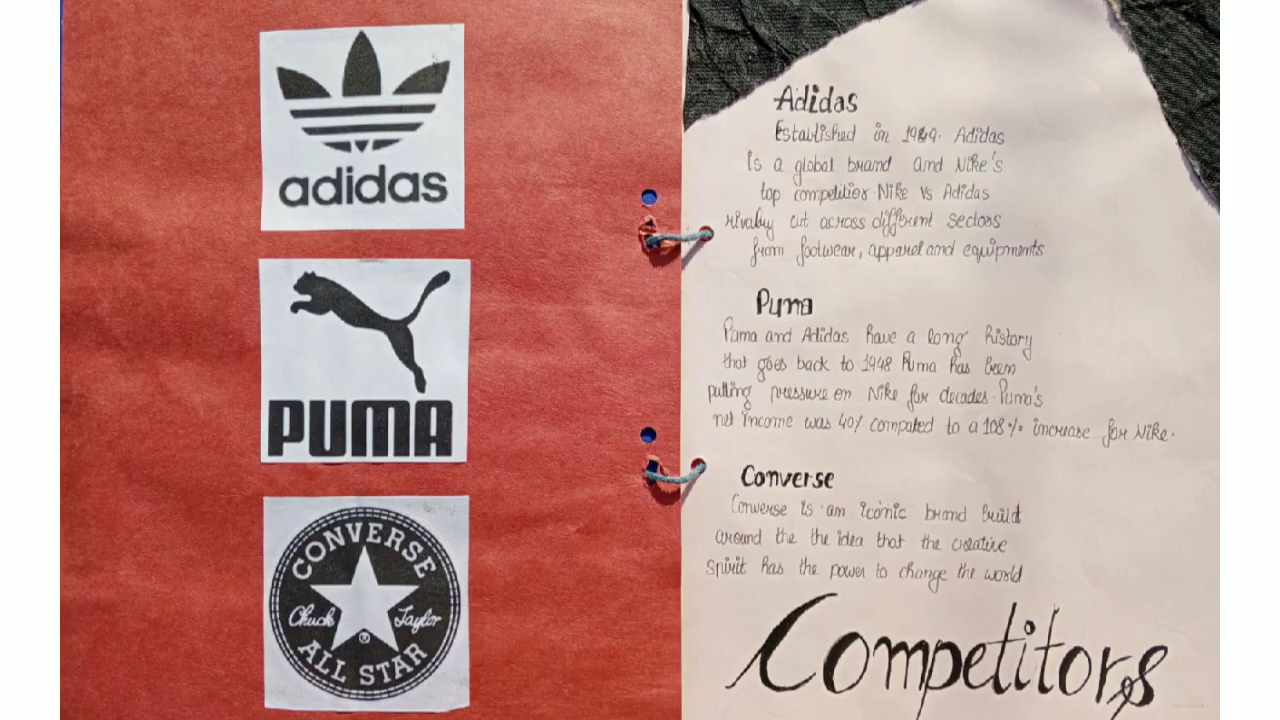 adidas
PUMA
CONVERSE
Chuck Taylor
®
ALL STAR
Adidas
Established in 1949. Adidas
is a global brand and Nike's
top competitior. Nike vs Adidas
rivalry cut across different sectors
from footwear, apparel and equipments
Puma
Puma and Adidas have a long history
that goes back to 1948 Puma has been
putting pressure on Nike for decades. Puma's
net income was 40% compated to a 108% increase for Nike.
Converse
Converse is an iconic brand build
around the the idea that the creative
spirit has the power to change the world
Competitors